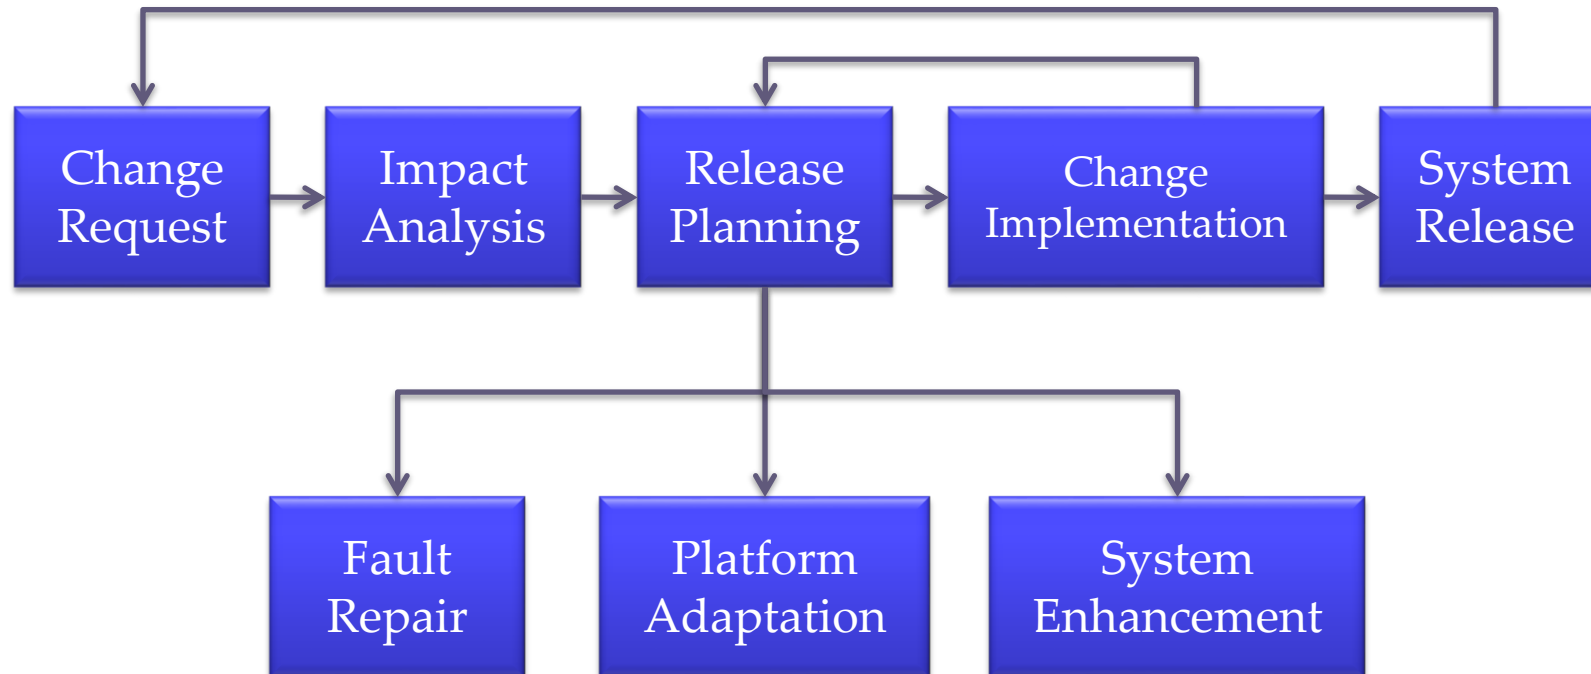 Change
Request
Impact
Analysis
Release
Planning
Change
Implementation
System
Release
Fault
Repair
Platform
Adaptation
System
Enhancement